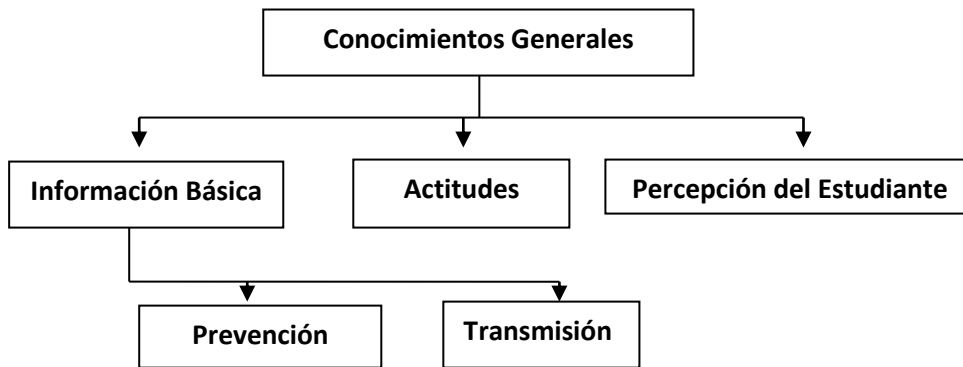 Conocimientos Generales
Información Básica
Actitudes
Percepción del Estudiante
Prevención
Transmisión